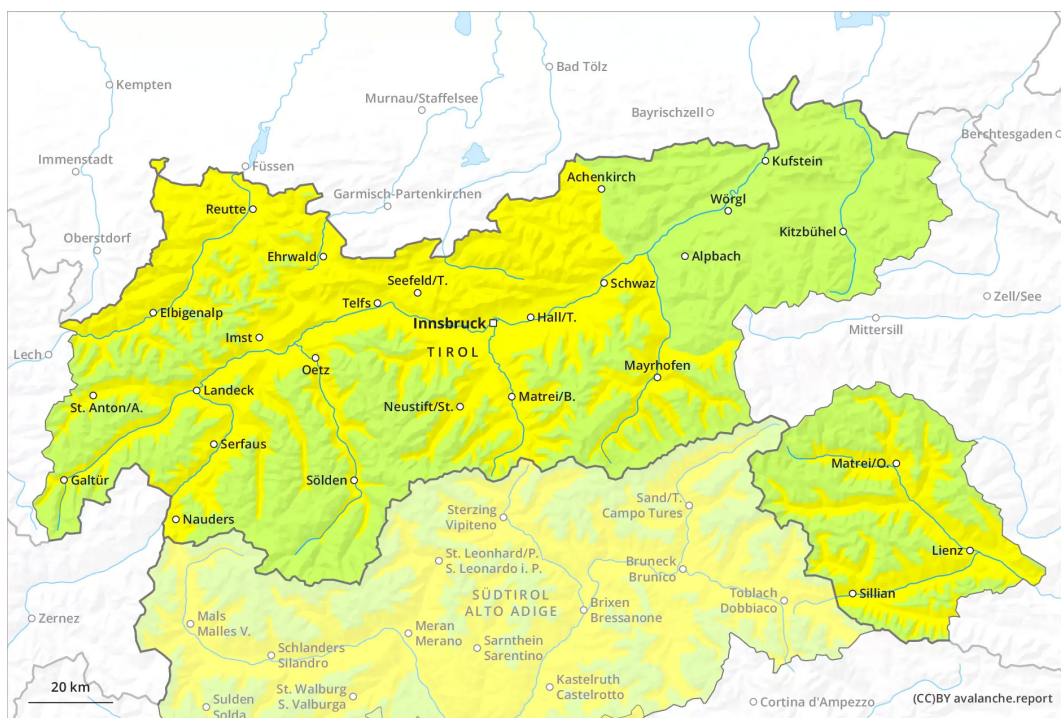 Bad Tölz
Kempten
Murnau/Staffelsee
Bayrischzell
Berchtesgaden
Immenstadt
Füssen
Kufstein
Achenkirch
Garmisch-Partenkirchen
Reutte
Wörgl
Kitzbühel
Oberstdorf
Ehrwald
Alpbach
Seefeld/T.
Schwaz
Zell/See
Telfs
Elbigenalp
Hall/T.
Innsbruck
Mittersill
Imst
Lech
TIROL
Oetz
Mayrhofen
Landeck
St. Anton/A.
Matrei/B.
Neustift/St.
Serfaus
Matrei/O.
Galtür
Sölden
Sand/T.
Campo Tures
Sterzing
Vipiteno
Nauders
Lienz
St. Leonhard/P.
S. Leonardo i. P.
Bruneck
Brunico
Sillian
SÜDTIROL
ALTO ADIGE
Toblach
Dobbiaco
Brixen
Bressanone
Zernez
Mals
Malles V.
Meran
Merano
Sarnthein
Sarentino
Schlanders
Silandro
Kastelruth
Castelrotto
20 km
St. Walburg
S. Valburga
Sulden
Solda
Cortina d'Ampezzo
(CC)BY avalanche.report